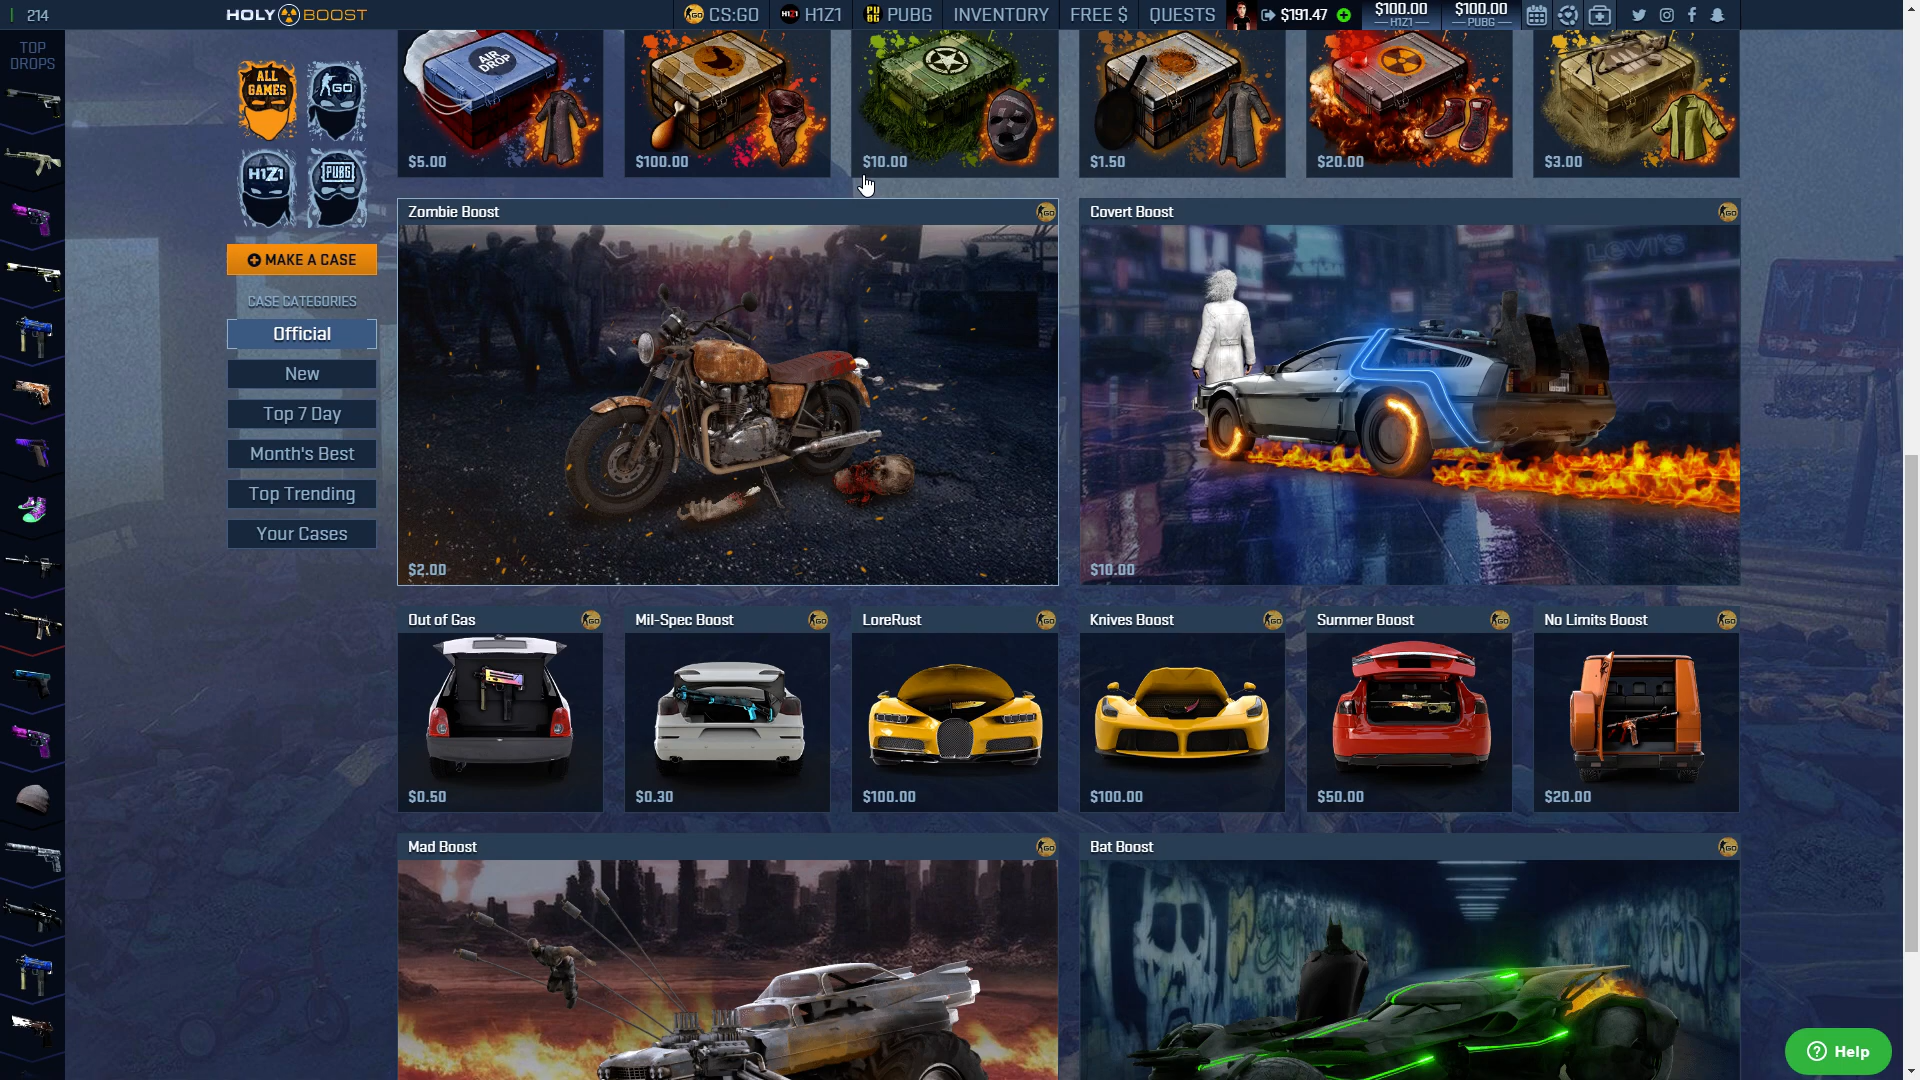 214
HOLY BOOST
CS:GO
H1Z1
PUBG
INVENTORY
FREE $
QUESTS
$191.47
$100.00
H1Z1
$100.00
PUBG
TOP
DROPS
ALL
GAMES
GO
H1Z1
PUBG
MAKE A CASE
CASE CATEGORIES
Official
New
Top 7 Day
Month's Best
Top Trending
Your Cases
AIR
DROP
$5.00
$100.00
$10.00
$1.50
$20.00
$3.00
Zombie Boost
$2.00
Covert Boost
LEVI'S
$10.00
Out of Gas
$0.50
Mil-Spec Boost
$0.30
LoreRust
$100.00
Knives Boost
$100.00
Summer Boost
$50.00
No Limits Boost
$20.00
Mad Boost
Bat Boost
Help